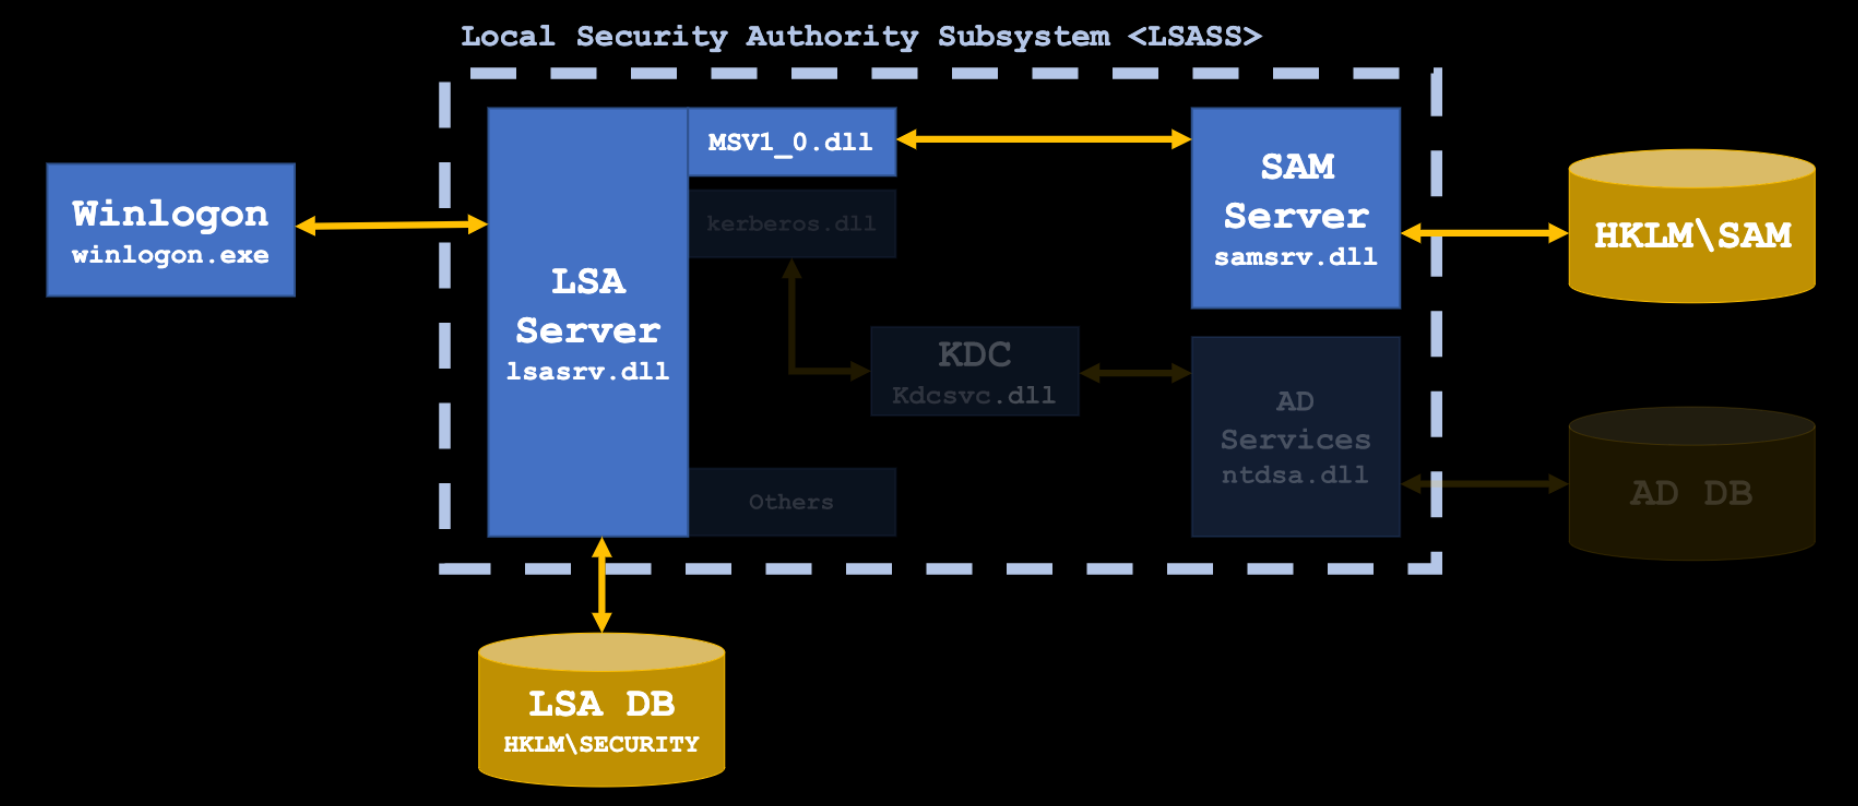 Local Security Authority Subsystem <LSASS>
MSV1_0.dll
SAM
Server
samsrv.dll
Winlogon
winlogon.exe
kerberos.dll
HKLM\SAM
LSA
Server
lsasrv.dll
KDC
Kdcsvc.dll
AD
Services
ntdsa.dll
Others
AD DB
LSA DB
HKLM\SECURITY